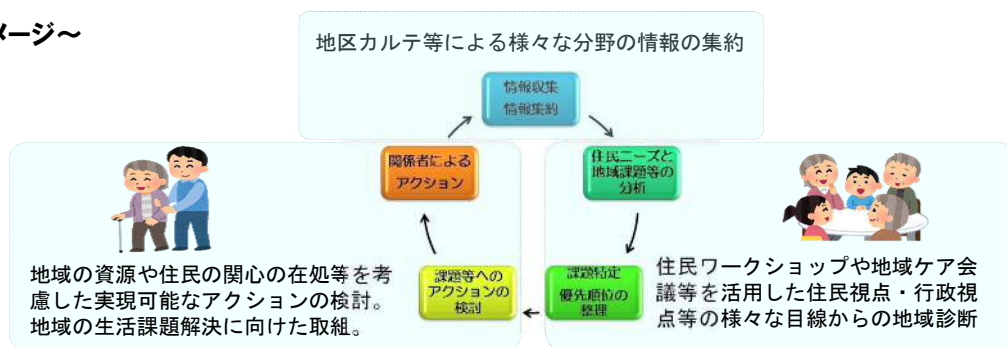 メージ～
地区カルテ等による様々な分野の情報の集約
情報収集
情報集約
関係者による
アクション
住民ニーズと
地域課題等の
分析
地域の資源や住民の関心の在処等を考
慮した実現可能なアクションの検討。
地域の生活課題解決に向けた取組。
課題等への
アクションの
検討
課題特定
優先順位の
整理
住民ワークショップや地域ケア会
議等を活用した住民視点・行政視
点等の様々な目線からの地域診断